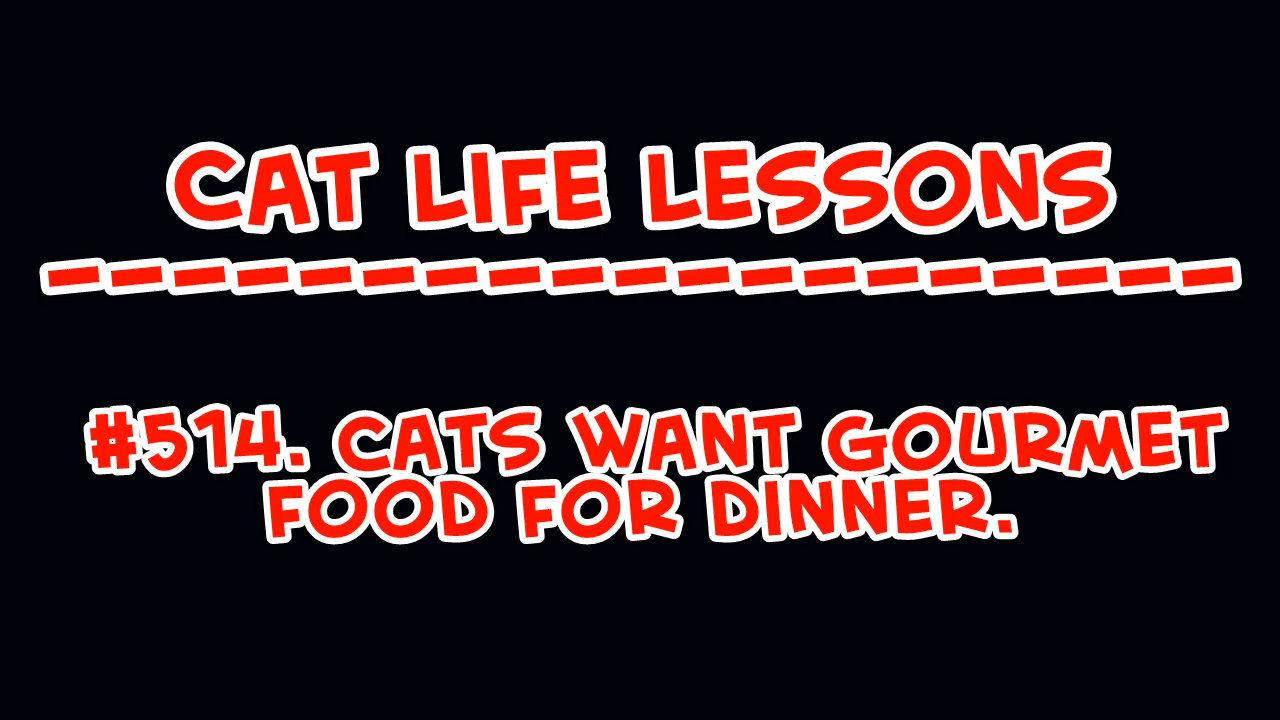 CAT LIFE LESSONS
-------------------
#514. CATS WANT GOURMET
FOOD FOR DINNER.